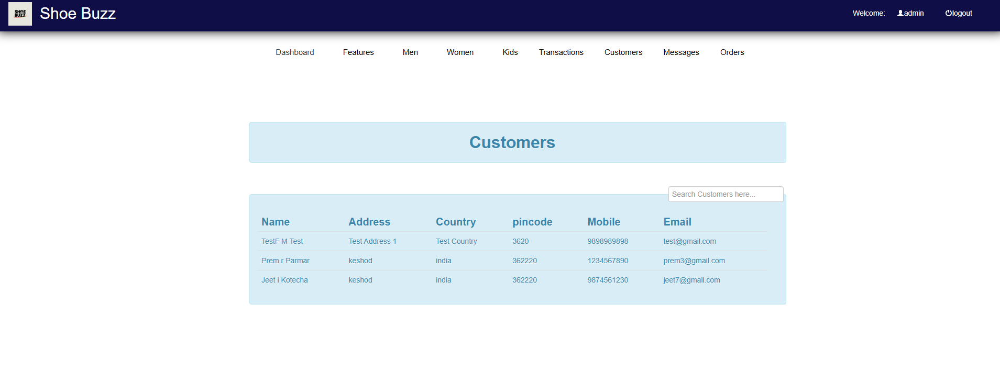 SHOE
BUZZ
Shoe Buzz
Welcome: admin logout
Dashboard Features Men Women Kids Transactions Customers Messages Orders
Customers
Search Customers here...
Name Address Country pincode Mobile Email
TestF M Test Test Address 1 Test Country 3620 9898989898 test@gmail.com
Prem r Parmar keshod india 362220 1234567890 prem3@gmail.com
Jeet i Kotecha keshod india 362220 9874561230 jeet7@gmail.com